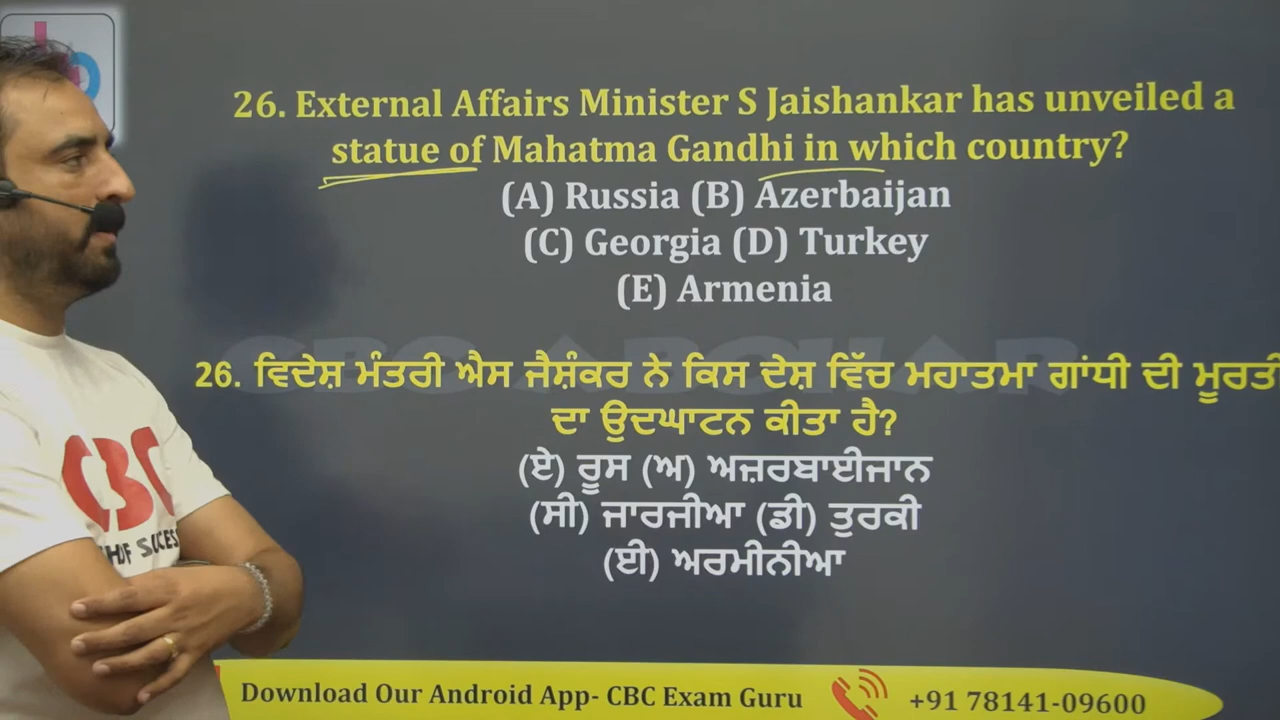 26. External Affairs Minister S Jaishankar has unveiled a
statue of Mahatma Gandhi in which country?
(A) Russia (B) Azerbaijan
(C) Georgia (D) Turkey
(E) Armenia
CBC ABOHAR
26. ਵਿਦੇਸ਼ ਮੰਤਰੀ ਐਸ ਜੈਸ਼ੰਕਰ ਨੇ ਕਿਸ ਦੇਸ਼ ਵਿੱਚ ਮਹਾਤਮਾ ਗਾਂਧੀ ਦੀ ਮੂਰਤੀ
ਦਾ ਉਦਘਾਟਨ ਕੀਤਾ ਹੈ?
(ਏ) ਰੂਸ (ਅ) ਅਜ਼ਰਬਾਈਜਾਨ
(ਸੀ) ਜਾਰਜੀਆ (ਡੀ) ਤੁਰਕੀ
(ਈ) ਅਰਮੀਨੀਆ
CBC
Download Our Android App- CBC Exam Guru
+91 78141-09600